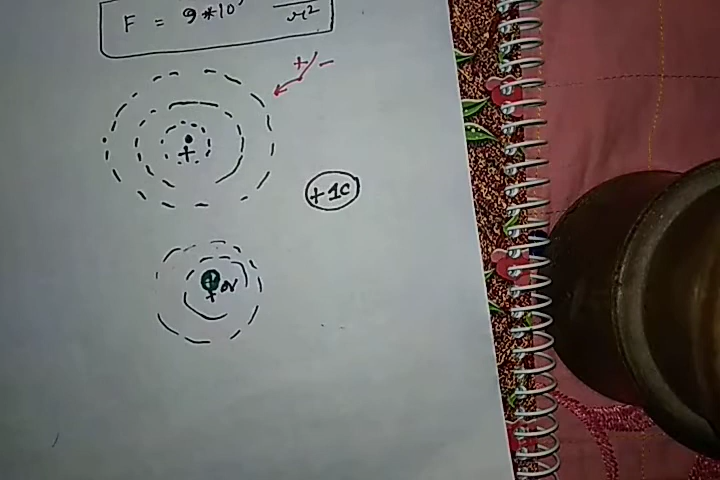 F = 9*10
r²
+ -
+
+1C
+